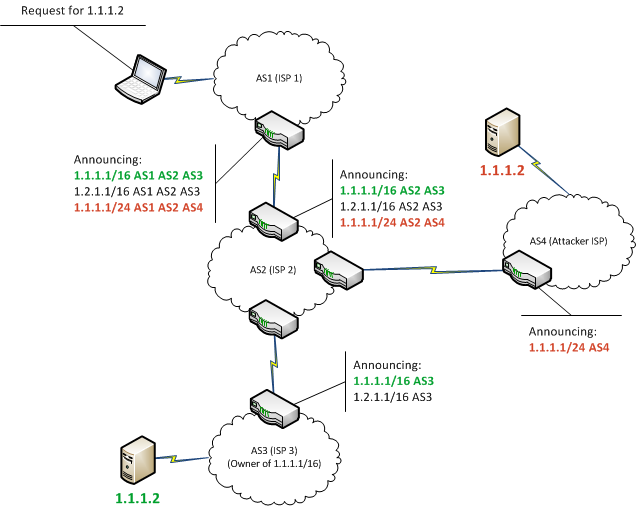 Request for 1.1.1.2
AS1 (ISP 1)
Announcing:
1.1.1.1/16 AS1 AS2 AS3
1.2.1.1/16 AS1 AS2 AS3
1.1.1.1/24 AS1 AS2 AS4
Announcing:
1.1.1.1/16 AS2 AS3
1.2.1.1/16 AS2 AS3
1.1.1.1/24 AS2 AS4
1.1.1.2
AS4 (Attacker ISP)
AS2 (ISP 2)
Announcing:
1.1.1.1/24 AS4
Announcing:
1.1.1.1/16 AS3
1.2.1.1/16 AS3
AS3 (ISP 3)
(Owner of 1.1.1.1/16)
1.1.1.2